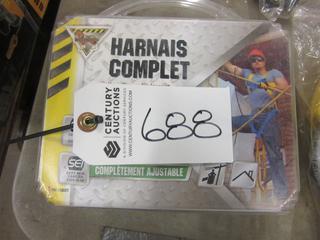 HARNAIS
COMPLET
CENTURY
AUCTIONS
688
SEI
COMPLÈTEMENT AJUSTABLE